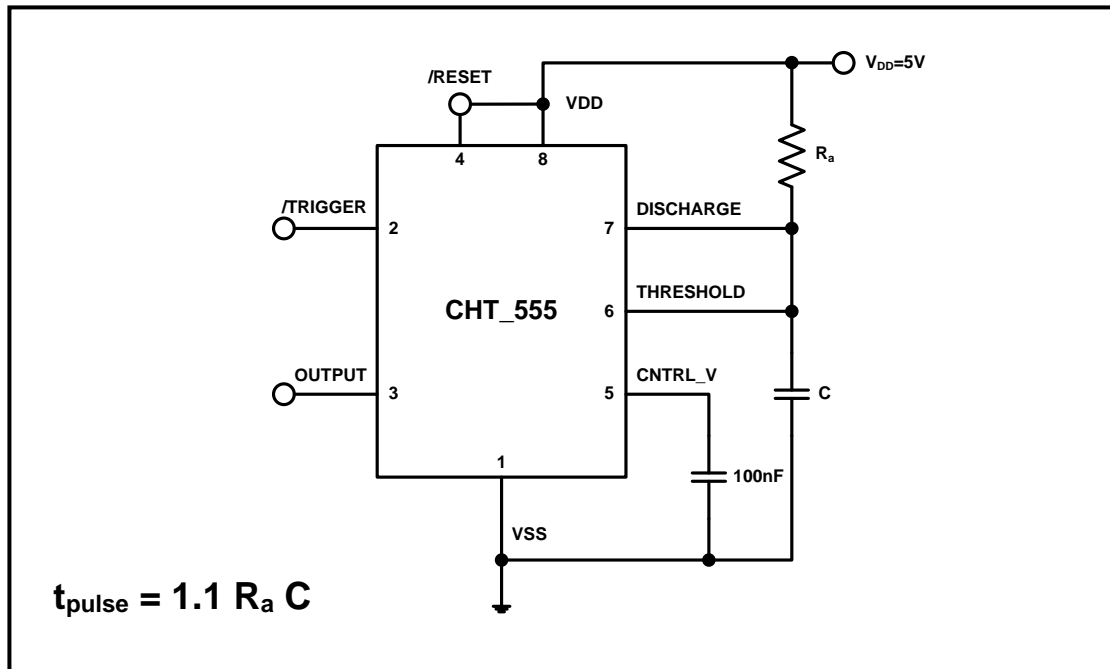 V_DD=5V
/RESET
VDD
4
8
R_a
/TRIGGER
DISCHARGE
2
7
THRESHOLD
CHT_555
6
OUTPUT
CNTRL_V
C
3
5
1
100nF
VSS
t_pulse = 1.1 R_a C